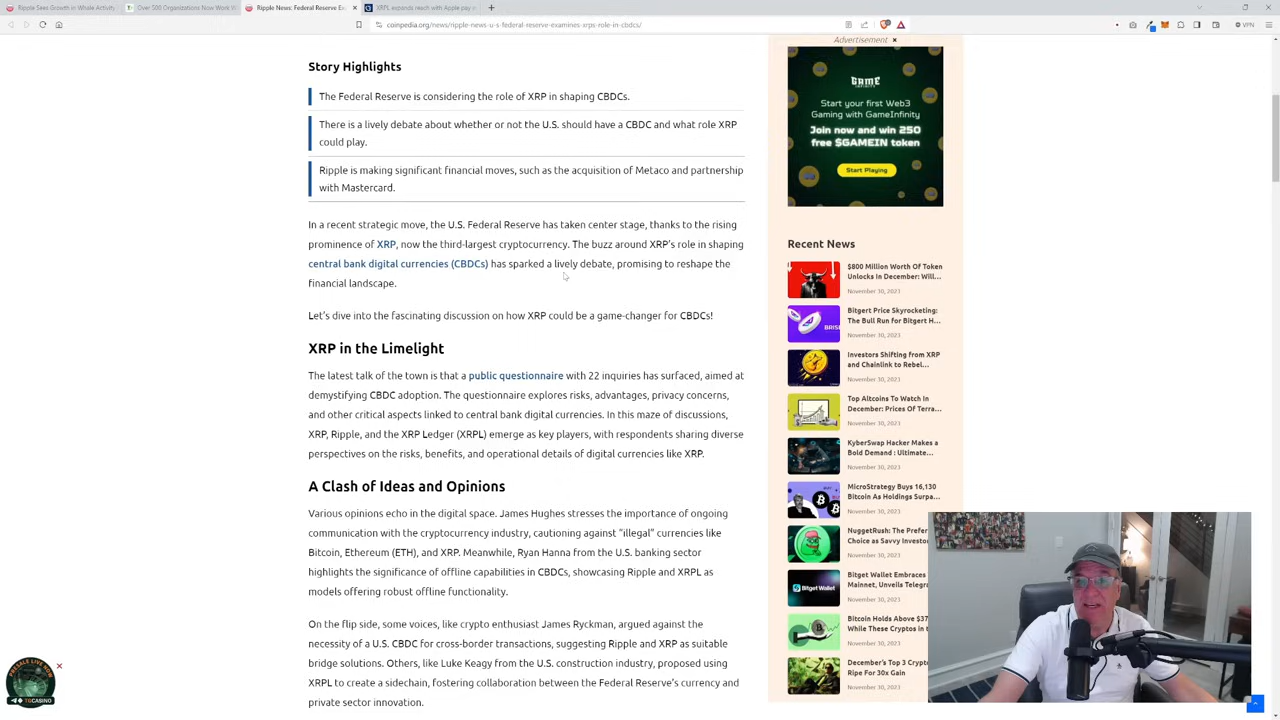 Ripple Sees Growth in Whale Activit
Over 500 Organizations Now Work W
Ripple News: Federal Reserve Ex
XRPL expands reach with Apple pay
coinpedia.org/news/ripple-news-u-s-federal-reserve-examines-xrps-role-in-cbdcs/
VPN
Story Highlights
The Federal Reserve is considering the role of XRP in shaping CBDCs.
There is a lively debate about whether or not the U.S. should have a CBDC and what role XRP
could play.
Ripple is making significant financial moves, such as the acquisition of Metaco and partnership
with Mastercard.
In a recent strategic move, the U.S. Federal Reserve has taken center stage, thanks to the rising
prominence of XRP, now the third-largest cryptocurrency. The buzz around XRP's role in shaping
central bank digital currencies (CBDCs) has sparked a lively debate, promising to reshape the
financial landscape.
Let's dive into the fascinating discussion on how XRP could be a game-changer for CBDCs!
XRP in the Limelight
The latest talk of the town is that a public questionnaire with 22 inquiries has surfaced, aimed at
demystifying CBDC adoption. The questionnaire explores risks, advantages, privacy concerns,
and other critical aspects linked to central bank digital currencies. In this maze of discussions,
XRP, Ripple, and the XRP Ledger (XRPL) emerge as key players, with respondents sharing diverse
perspectives on the risks, benefits, and operational details of digital currencies like XRP.
A Clash of Ideas and Opinions
Various opinions echo in the digital space. James Hughes stresses the importance of ongoing
communication with the cryptocurrency industry, cautioning against "illegal" currencies like
Bitcoin, Ethereum (ETH), and XRP. Meanwhile, Ryan Hanna from the U.S. banking sector
highlights the significance of offline capabilities in CBDCs, showcasing Ripple and XRPL as
models offering robust offline functionality.
On the flip side, some voices, like crypto enthusiast James Ryckman, argued against the
necessity of a U.S. CBDC for cross-border transactions, suggesting Ripple and XRP as suitable
bridge solutions. Others, like Luke Keagy from the U.S. construction industry, proposed using
XRPL to create a sidechain, fostering collaboration between the Federal Reserve's currency and
private sector innovation.
Advertisement
GAME
INFINITY
Start your first Web3
Gaming with GameInfinity
Join now and win 250
free $GAMEIN token
Start Playing
Recent News
$800 Million Worth Of Token
Unlocks In December: Will...
November 30, 2023
Bitgert Price Skyrocketing:
The Bull Run for Bitgert H...
November 30, 2023
Investors Shifting from XRP
and Chainlink to Rebel...
November 30, 2023
Top Altcoins To Watch In
December: Prices Of Terra...
November 30, 2023
KyberSwap Hacker Makes a
Bold Demand : Ultimate...
November 30, 2023
MicroStrategy Buys 16,130
Bitcoin As Holdings Surpa...
November 30, 2023
NuggetRush: The Prefer
Choice as Savvy Investo
November 30, 2023
Bitget Wallet
Bitget Wallet Embraces
Mainnet, Unveils Telegr
November 30, 2023
Bitcoin Holds Above $37
While These Cryptos in
November 30, 2023
December's Top 3 Crypt
Ripe For 30x Gain
November 30, 2023
PRESALE LIVE NOW
TGCASINO